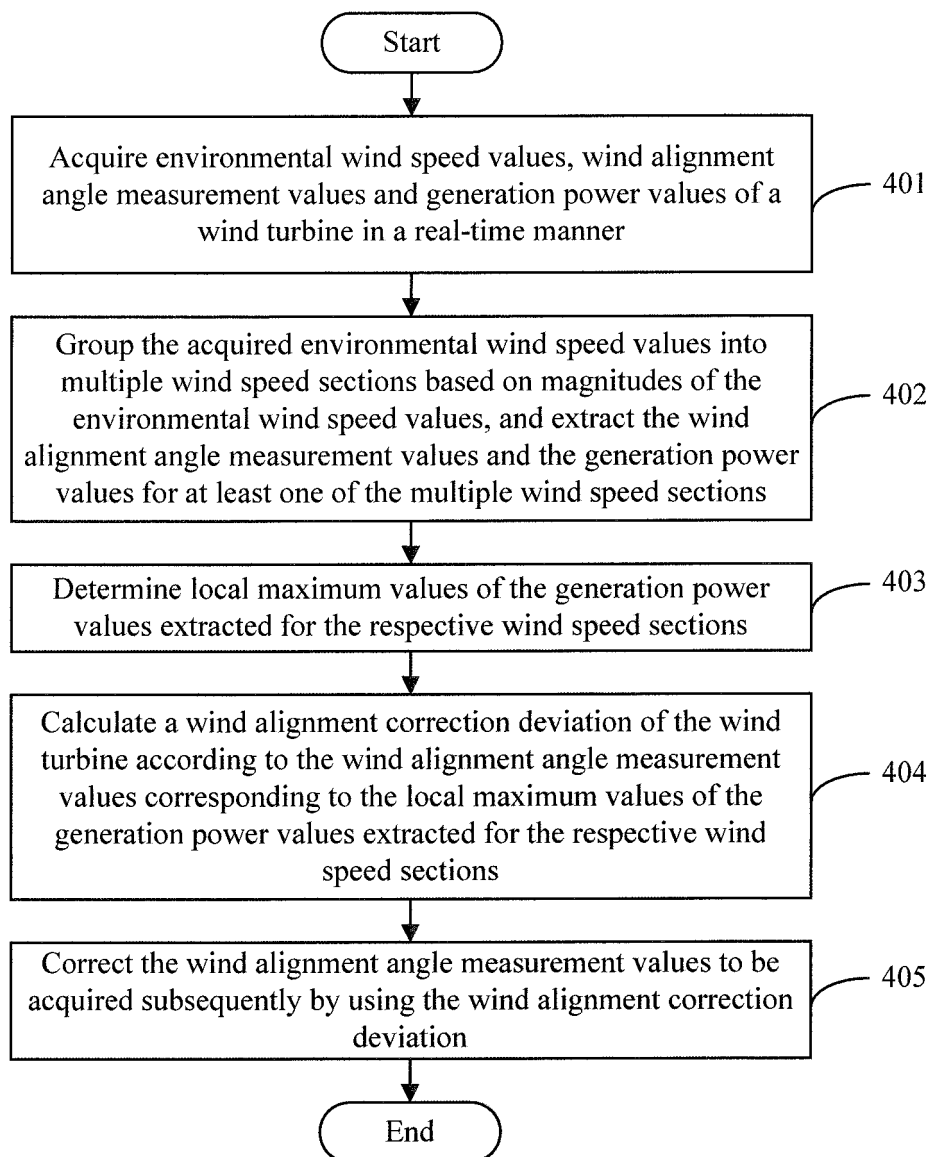 Start
Acquire environmental wind speed values, wind alignment
angle measurement values and generation power values of a
wind turbine in a real-time manner
401
Group the acquired environmental wind speed values into
multiple wind speed sections based on magnitudes of the
environmental wind speed values, and extract the wind
alignment angle measurement values and the generation power
values for at least one of the multiple wind speed sections
402
Determine local maximum values of the generation power
values extracted for the respective wind speed sections
403
Calculate a wind alignment correction deviation of the wind
turbine according to the wind alignment angle measurement
values corresponding to the local maximum values of the
generation power values extracted for the respective wind
speed sections
404
Correct the wind alignment angle measurement values to be
acquired subsequently by using the wind alignment correction
deviation
405
End